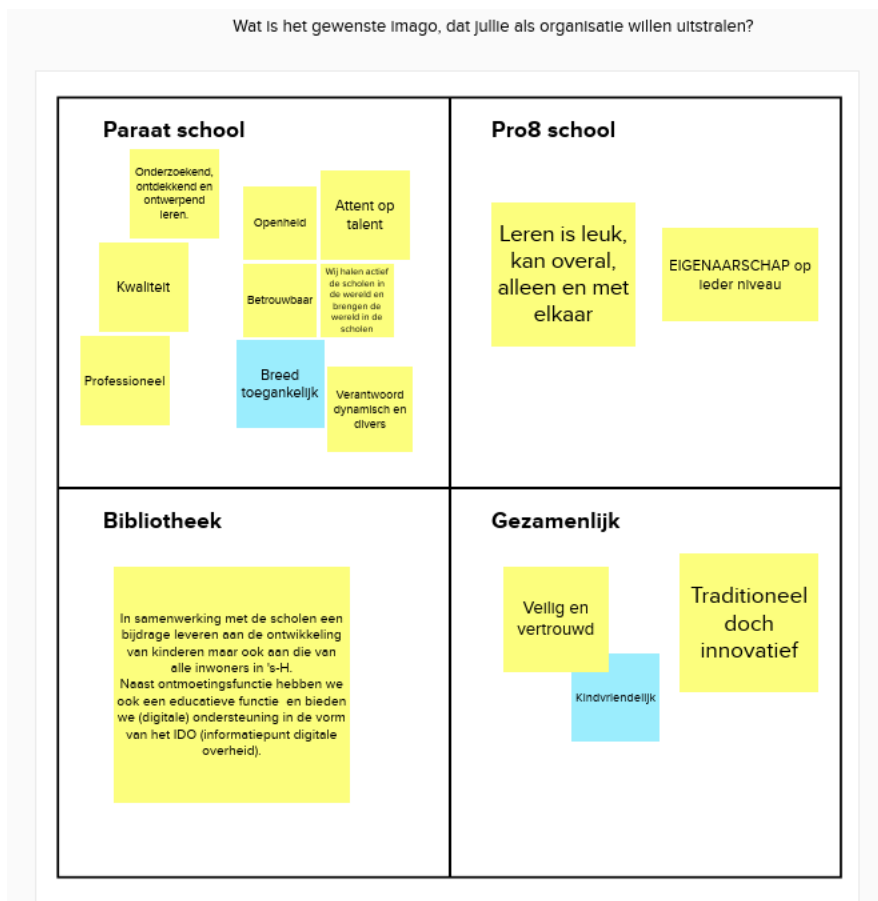 Wat is het gewenste imago, dat jullie als organisatie willen uitstralen?
Paraat school
Onderzoekend,
ontdekkend en
ontwerpend
leren.
Openheid
Attent op
talent
Kwaliteit
Betrouwbaar
Wij halen actief
de scholen in
de wereld en
brengen de
wereld in de
scholen
Professioneel
Breed
toegankelijk
Verantwoord
dynamisch en
divers
Pro8 school
Leren is leuk,
kan overal,
alleen en met
elkaar
EIGENAARSCHAP op
ieder niveau
Bibliotheek
In samenwerking met de scholen een
bijdrage leveren aan de ontwikkeling
van kinderen maar ook aan die van
alle inwoners in 's-H.
Naast ontmoetingsfunctie hebben we
ook een educatieve functie en bieden
we (digitale) ondersteuning in de vorm
van het IDO (informatiepunt digitale
overheid).
Gezamenlijk
Veilig en
vertrouwd
Kindvriendelijk
Traditioneel
doch
innovatief